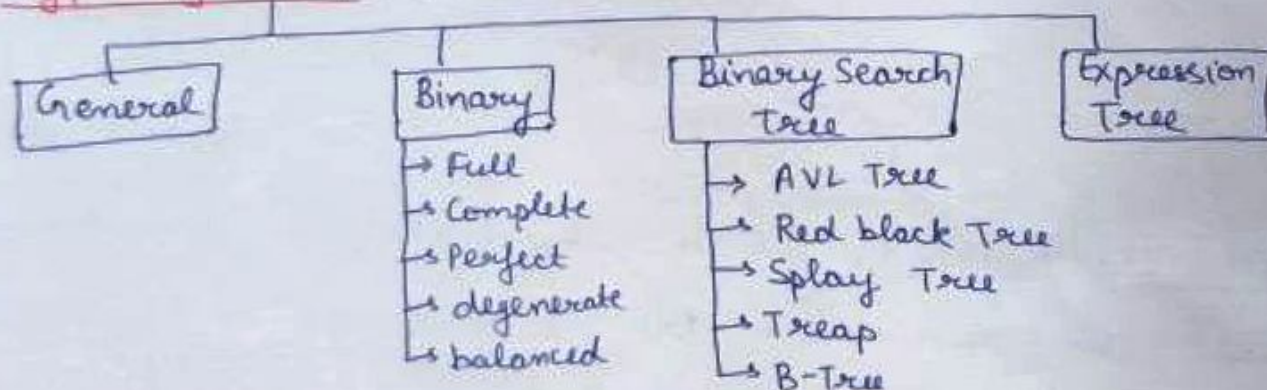 General
Binary
→ Full
→ Complete
→ Perfect
→ degenerate
→ balanced
Binary Search
Tree
→ AVL Tree
→ Red black Tree
→ Splay Tree
→ Treap
→ B-Tree
Expression
Tree